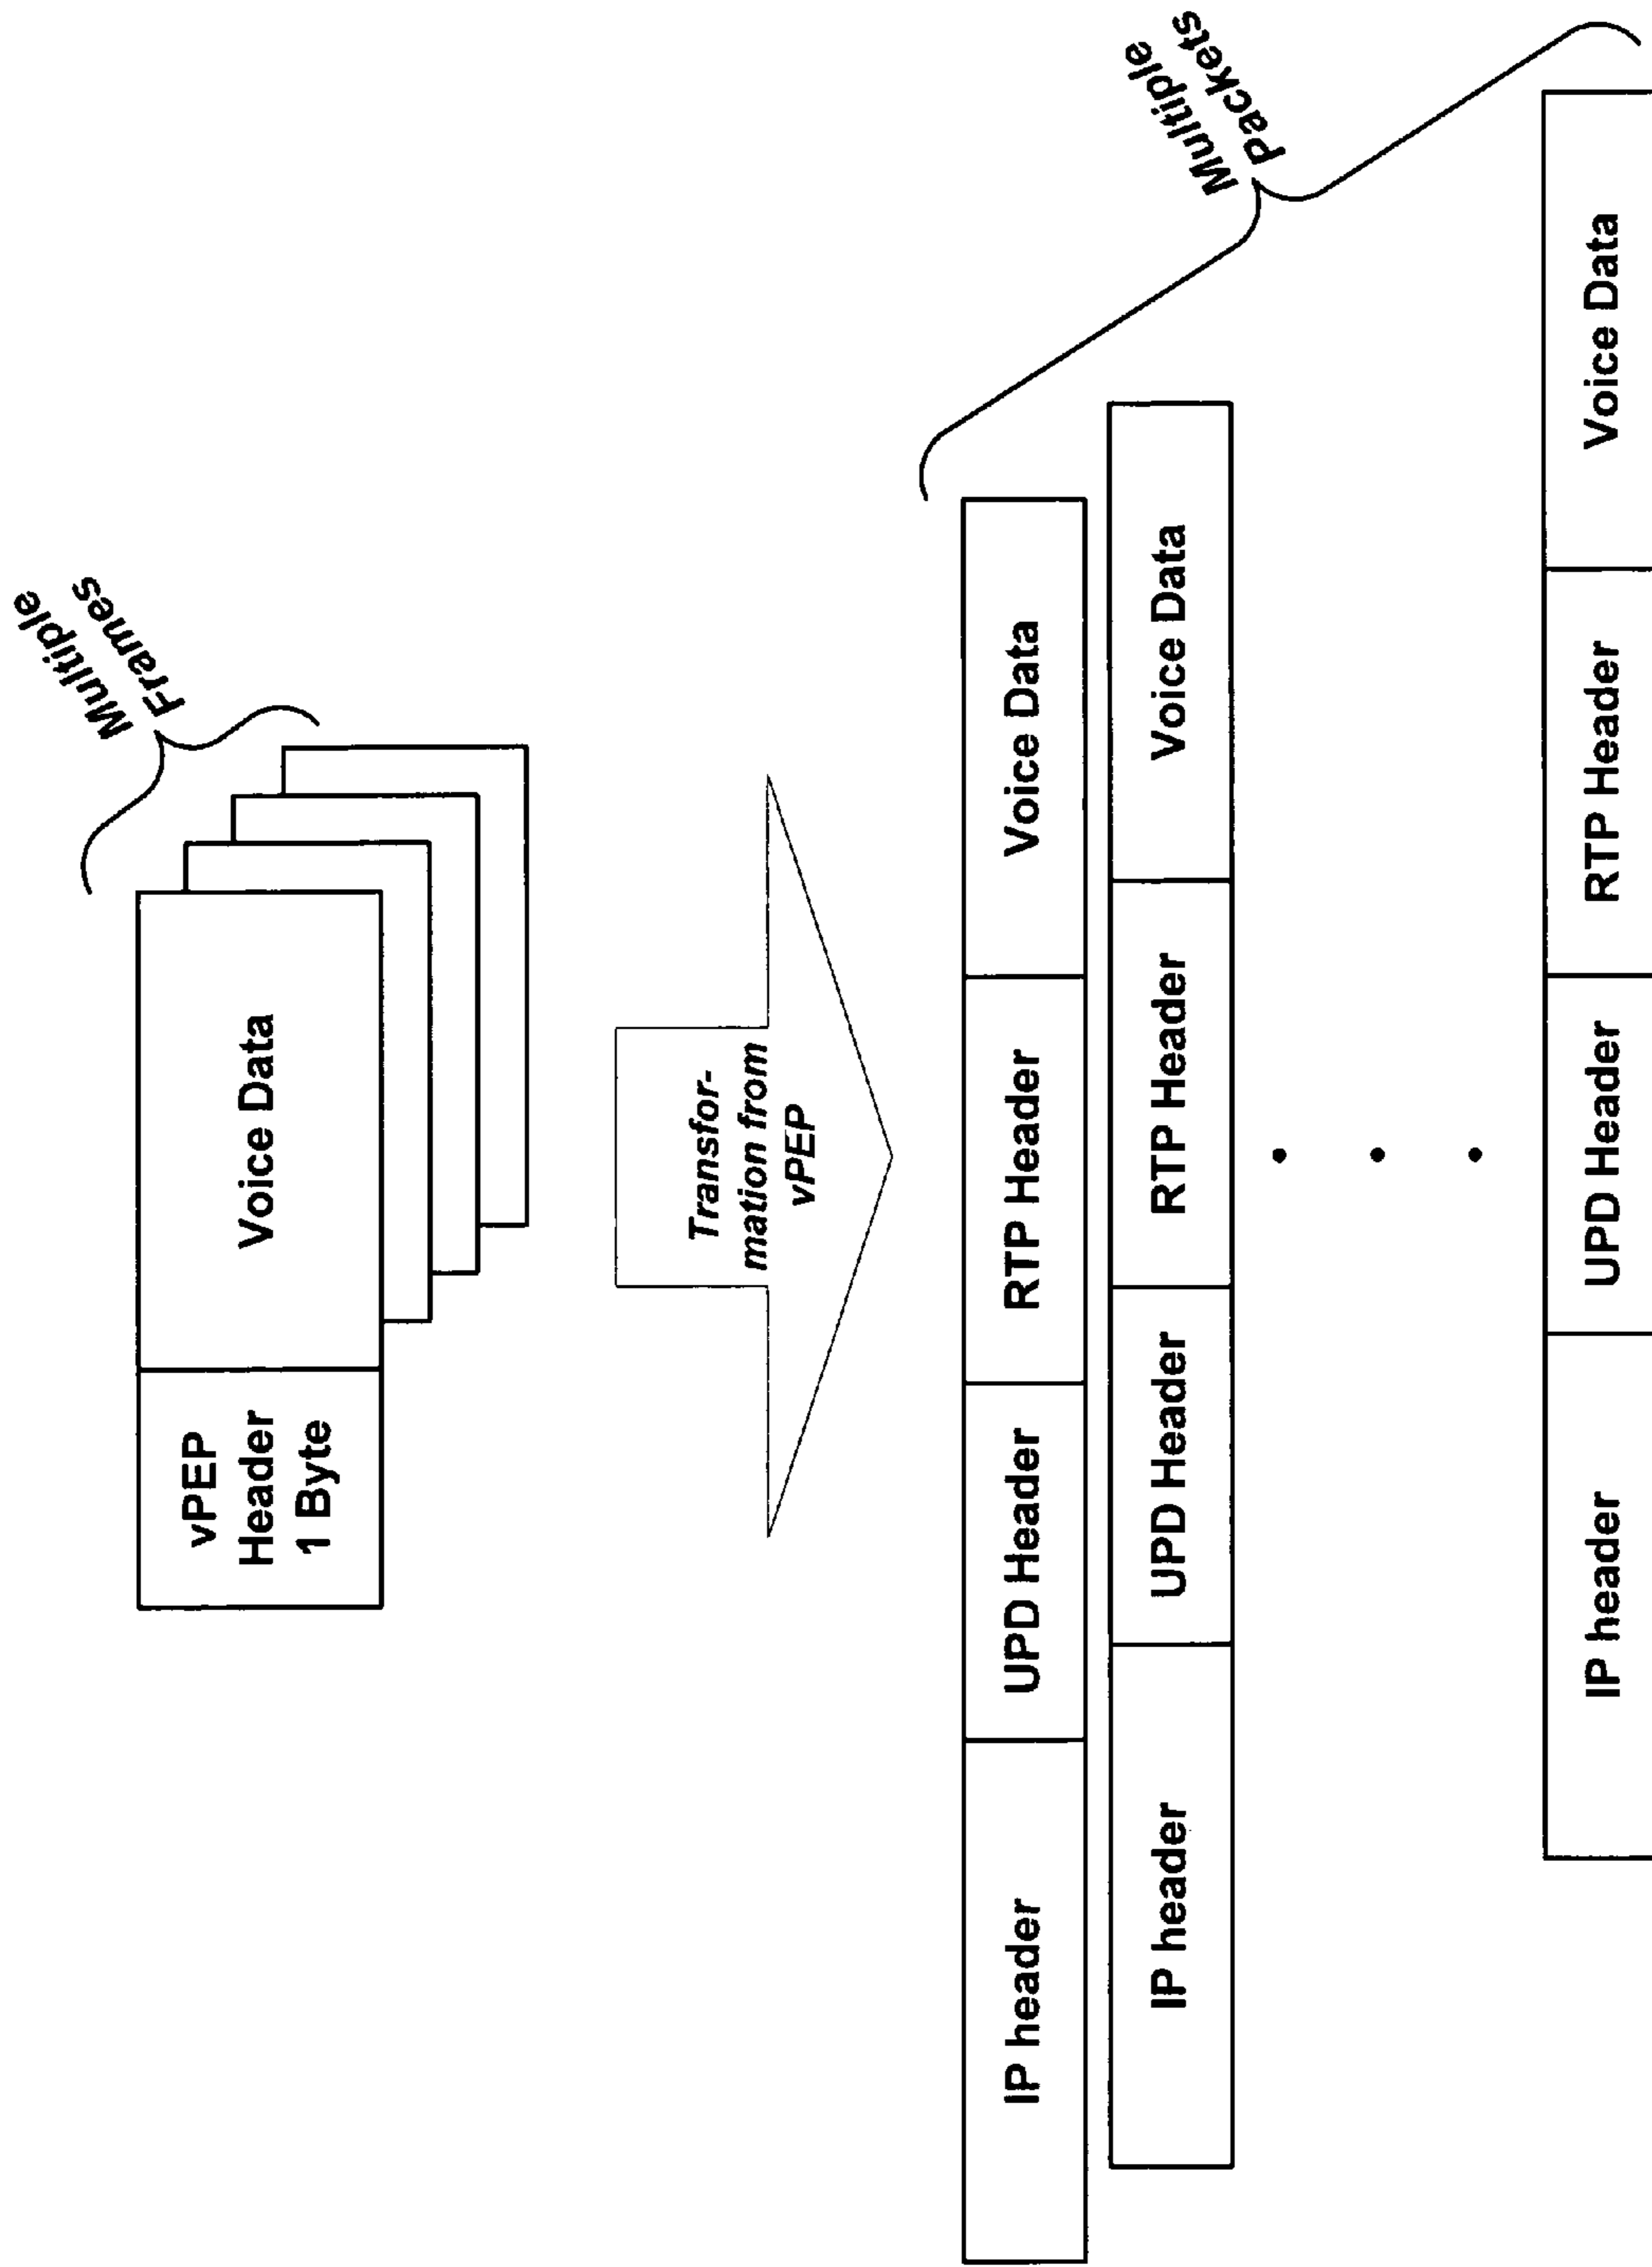 Multiple
Frames
vPEP
Header
1 Byte
Voice Data
Transfor-
mation from
vPEP
Multiple
Packets
IP header
UPD Header
RTP Header
Voice Data
IP header
UPD Header
RTP Header
Voice Data
IP header
UPD Header
RTP Header
Voice Data